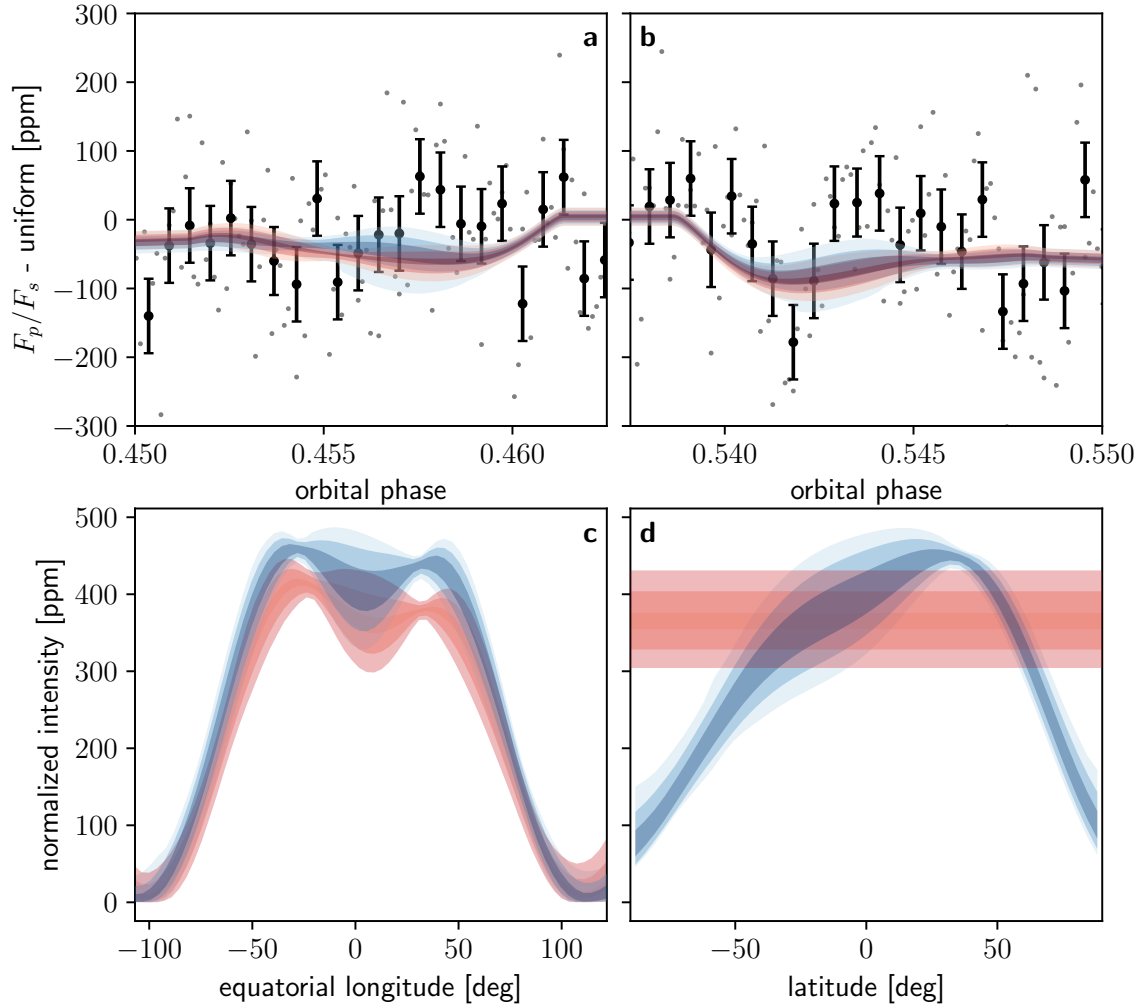 300
200
100
0
−100
−200
−300
F_p/F_s - uniform [ppm]
a
b
0.450
0.455
0.460
0.540
0.545
0.550
orbital phase
orbital phase
500
400
300
200
100
0
normalized intensity [ppm]
c
d
−100
−50
0
50
100
−50
0
50
equatorial longitude [deg]
latitude [deg]